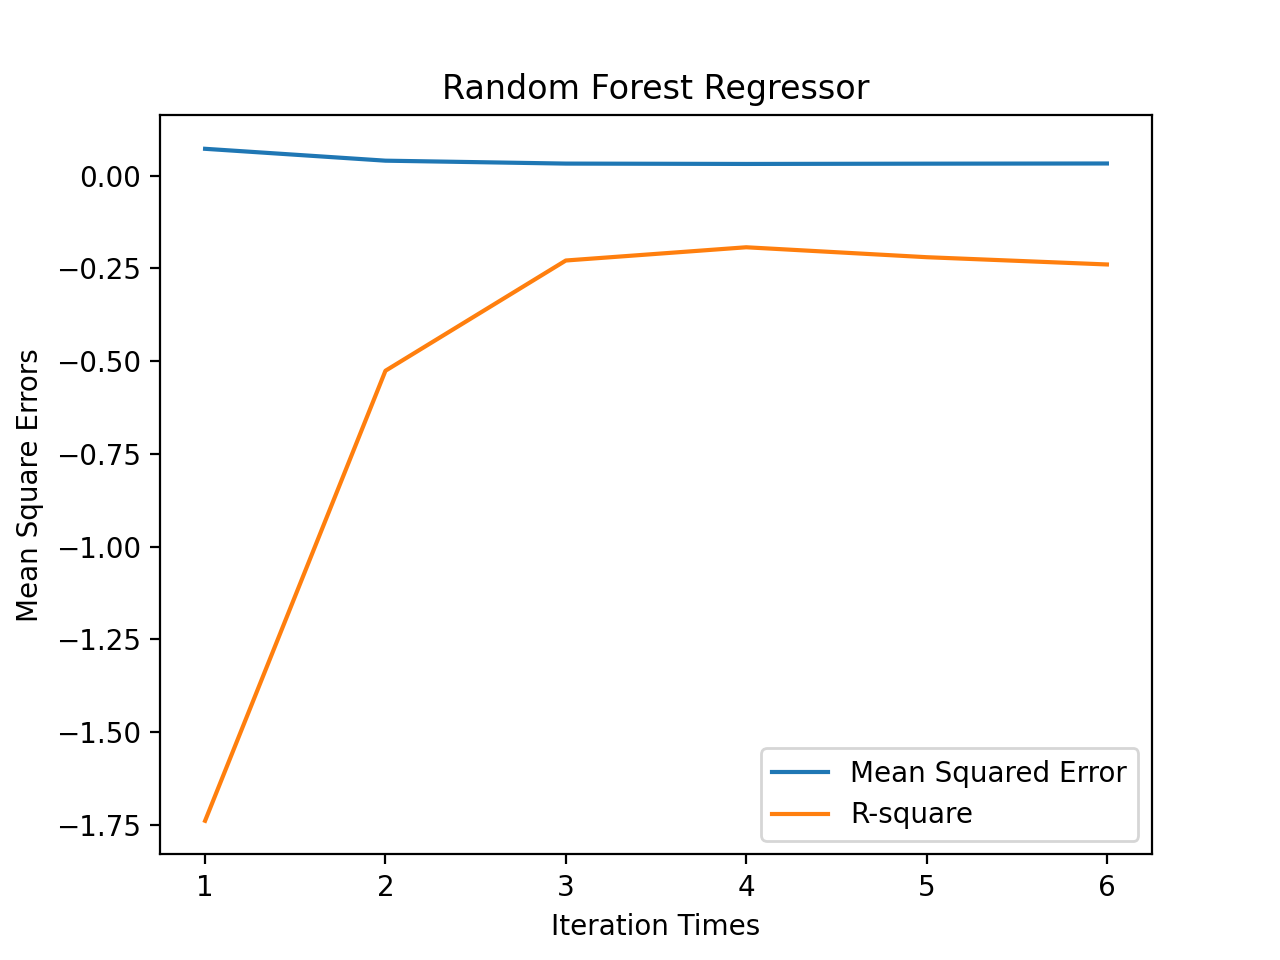 Random Forest Regressor
Mean Square Errors
0.00
−0.25
−0.50
−0.75
−1.00
−1.25
−1.50
−1.75
Mean Squared Error
R-square
1 2 3 4 5 6
Iteration Times